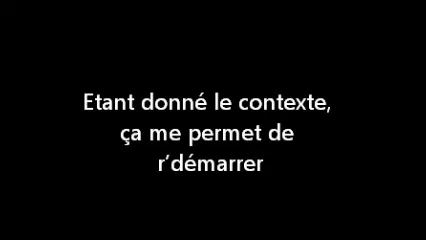 Etant donné le contexte,
ça me permet de
r’démarrer